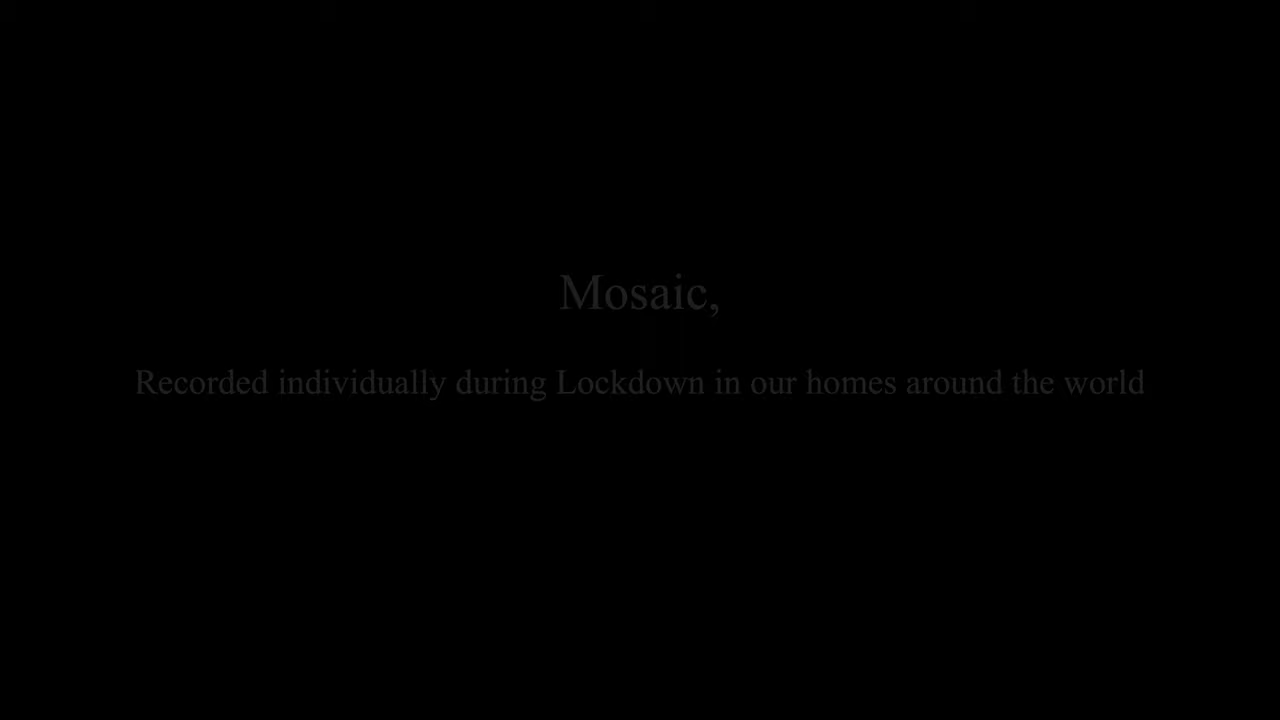 Mosaic,
Recorded individually during Lockdown in our homes around the world